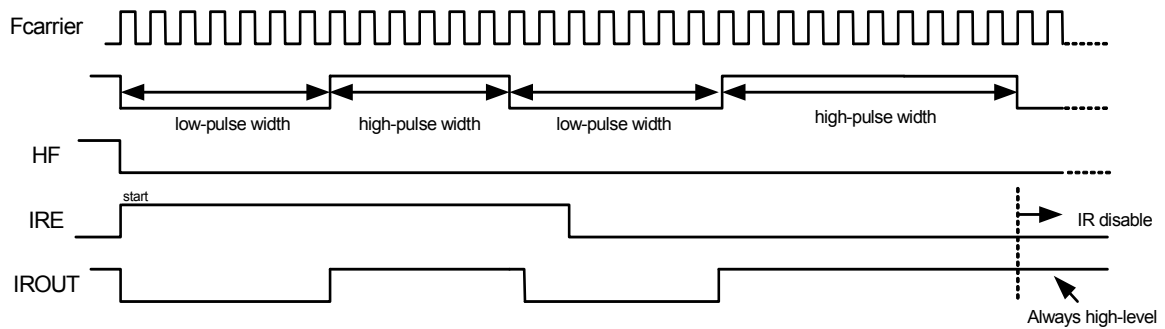 Fcarrier
low-pulse width
high-pulse width
low-pulse width
high-pulse width
HF
start
IRE
IR disable
IROUT
Always high-level